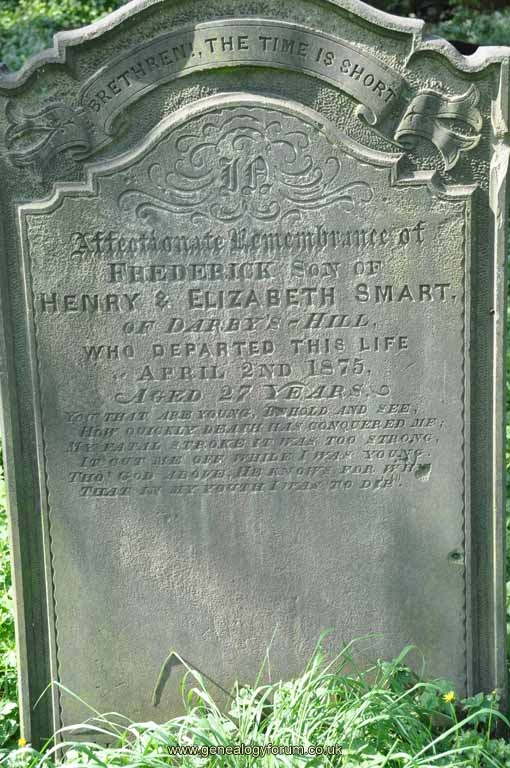 BRETHREN!, THE TIME IS SHORT
IN
Affectionate Remembrance of
FREDERICK SON OF
HENRY & ELIZABETH SMART,
OF DARBY'S-HILL,
WHO DEPARTED THIS LIFE
APRIL 2ND 1875,
AGED 27 YEARS.
YOU THAT ARE YOUNG, BEHOLD AND SEE,
HOW QUICKLY DEATH HAS CONQUERED ME;
MY FATAL STROKE IT WAS TOO STRONG,
IT CUT ME OFF WHILE I WAS YOUNG.
THO' GOD ABOVE, HE KNOWS FOR WHY
THAT IN MY YOUTH I WAS TO DIE.
www.genealogyforum.co.uk